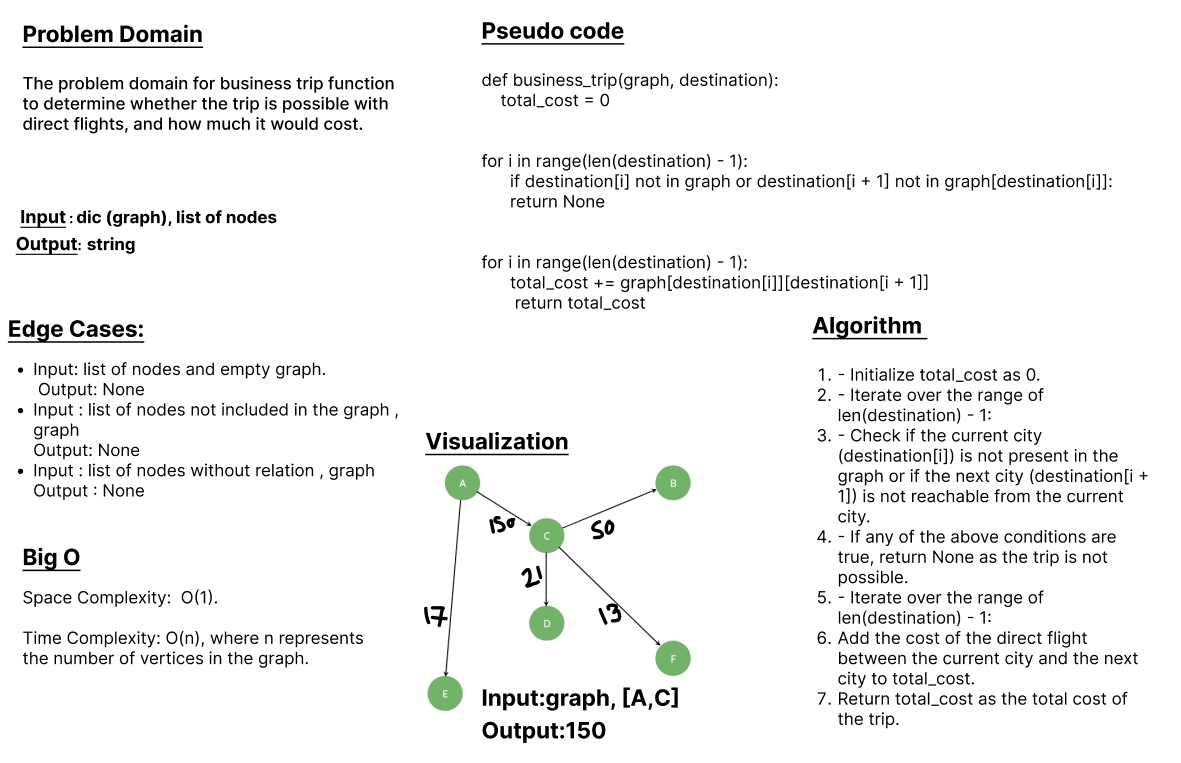 Problem Domain
The problem domain for business trip function
to determine whether the trip is possible with
direct flights, and how much it would cost.
Input : dic (graph), list of nodes
Output: string
Edge Cases:
• Input: list of nodes and empty graph.
Output: None
• Input : list of nodes not included in the graph ,
graph
Output: None
• Input : list of nodes without relation , graph
Output : None
Big O
Space Complexity:  O(1).
Time Complexity: O(n), where n represents
the number of vertices in the graph.
Pseudo code
def business_trip(graph, destination):
total_cost = 0
for i in range(len(destination) - 1):
if destination[i] not in graph or destination[i + 1] not in graph[destination[i]]:
return None
for i in range(len(destination) - 1):
total_cost += graph[destination[i]][destination[i + 1]]
return total_cost
Visualization
A
B
150
C
50
21
17
13
D
F
E
Input:graph, [A,C]
Output:150
Algorithm
1. - Initialize total_cost as 0.
2. - Iterate over the range of
len(destination) - 1:
3. - Check if the current city
(destination[i]) is not present in the
graph or if the next city (destination[i +
1]) is not reachable from the current
city.
4. - If any of the above conditions are
true, return None as the trip is not
possible.
5. - Iterate over the range of
len(destination) - 1:
6. Add the cost of the direct flight
between the current city and the next
city to total_cost.
7. Return total_cost as the total cost of
the trip.